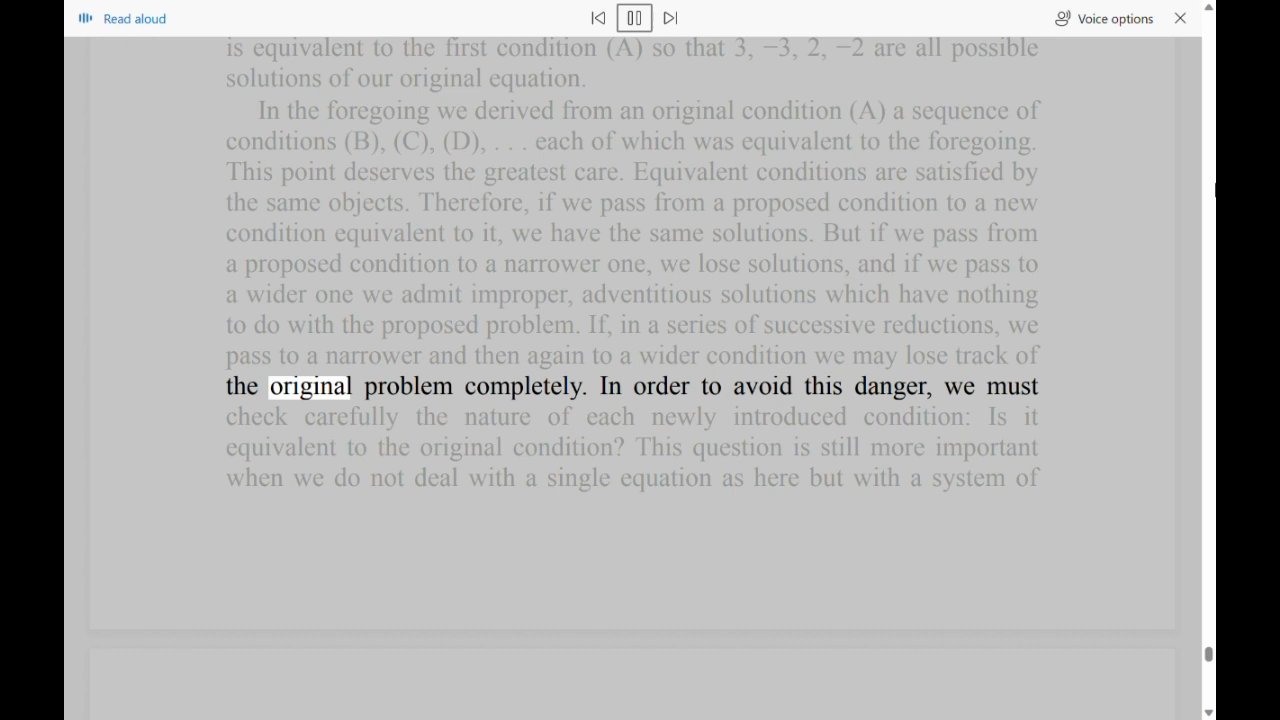 Read aloud
Voice options
is equivalent to the first condition (A) so that 3, −3, 2, −2 are all possible
solutions of our original equation.
In the foregoing we derived from an original condition (A) a sequence of
conditions (B), (C), (D), . . . each of which was equivalent to the foregoing.
This point deserves the greatest care. Equivalent conditions are satisfied by
the same objects. Therefore, if we pass from a proposed condition to a new
condition equivalent to it, we have the same solutions. But if we pass from
a proposed condition to a narrower one, we lose solutions, and if we pass to
a wider one we admit improper, adventitious solutions which have nothing
to do with the proposed problem. If, in a series of successive reductions, we
pass to a narrower and then again to a wider condition we may lose track of
the original problem completely. In order to avoid this danger, we must
check carefully the nature of each newly introduced condition: Is it
equivalent to the original condition? This question is still more important
when we do not deal with a single equation as here but with a system of